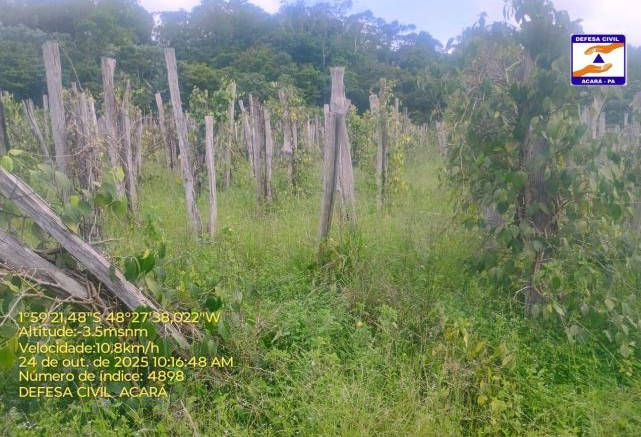 DEFESA CIVIL
ACARÁ - PA
1°59'21,48"S 48°27'38,022"W
Altitude:-3.5msnm
Velocidade:10,8km/h
24 de out. de 2025 10:16:48 AM
Número de índice: 4898
DEFESA CIVIL  ACARÁ